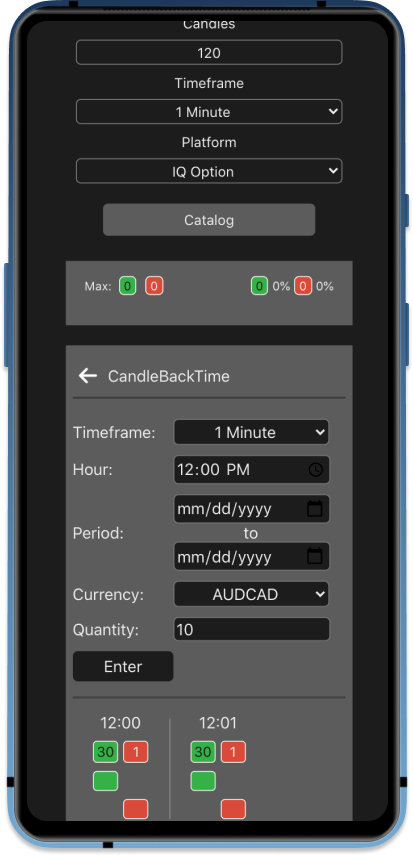 Candles
120
Timeframe
1 Minute
Platform
IQ Option
Catalog
Max: 0 0 0 0% 0 0%
CandleBackTime
Timeframe: 1 Minute
Hour: 12:00 PM
mm/dd/yyyy
Period: to
mm/dd/yyyy
Currency: AUDCAD
Quantity: 10
Enter
12:00 12:01
30 1 30 1